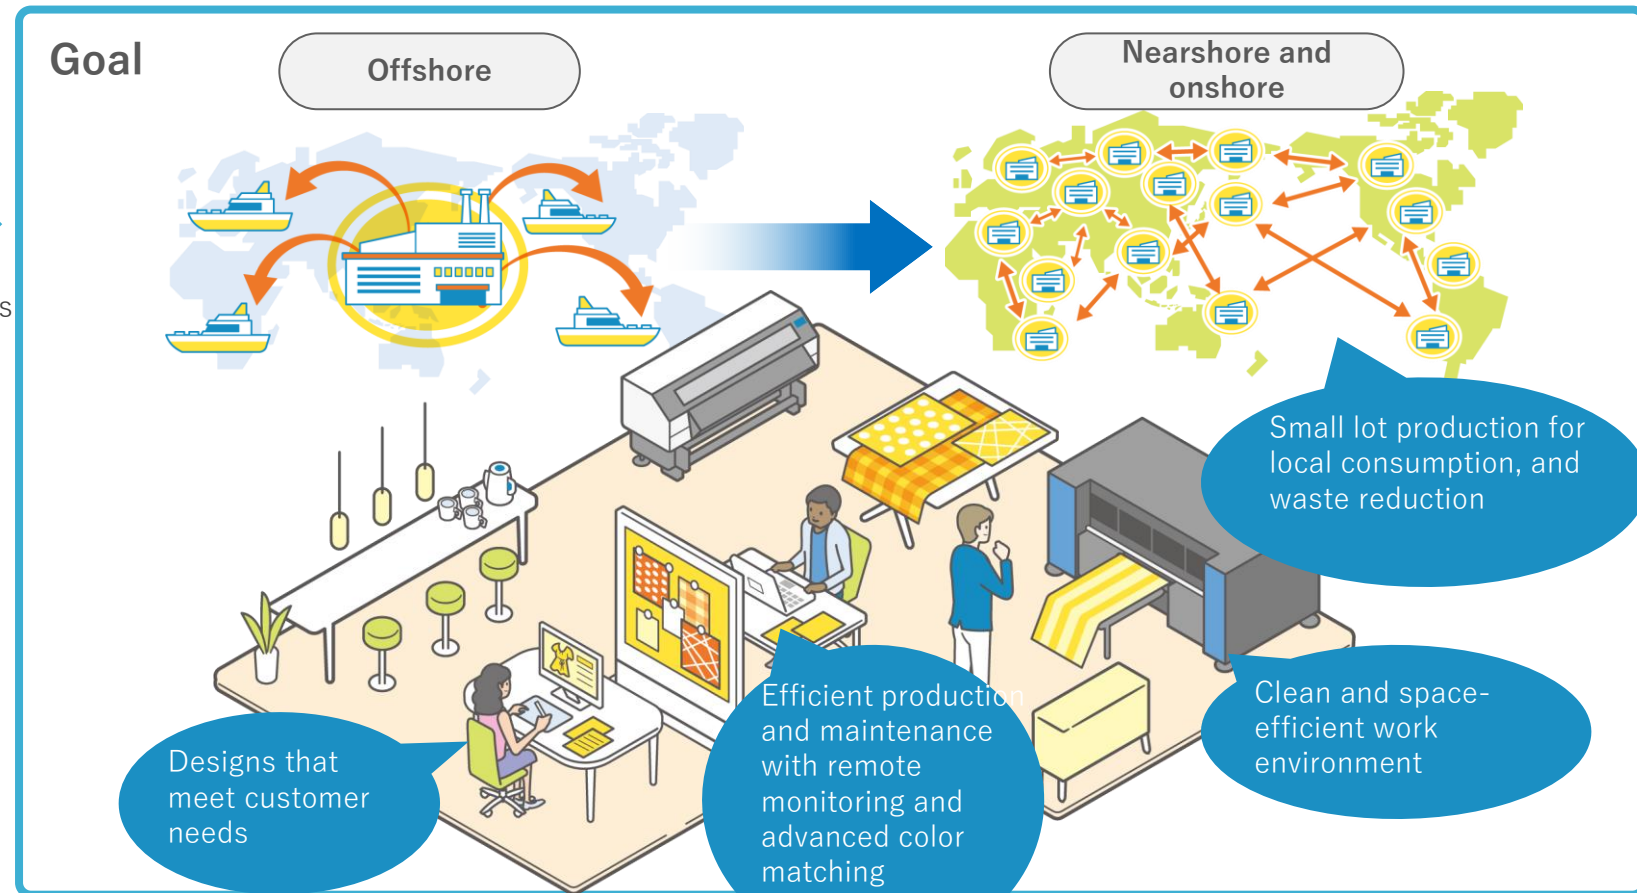 Goal
Offshore
Nearshore and
onshore
s
Small lot production for
local consumption, and
waste reduction
Efficient production
and maintenance
with remote
monitoring and
advanced color
matching
Clean and space-
efficient work
environment
Designs that
meet customer
needs